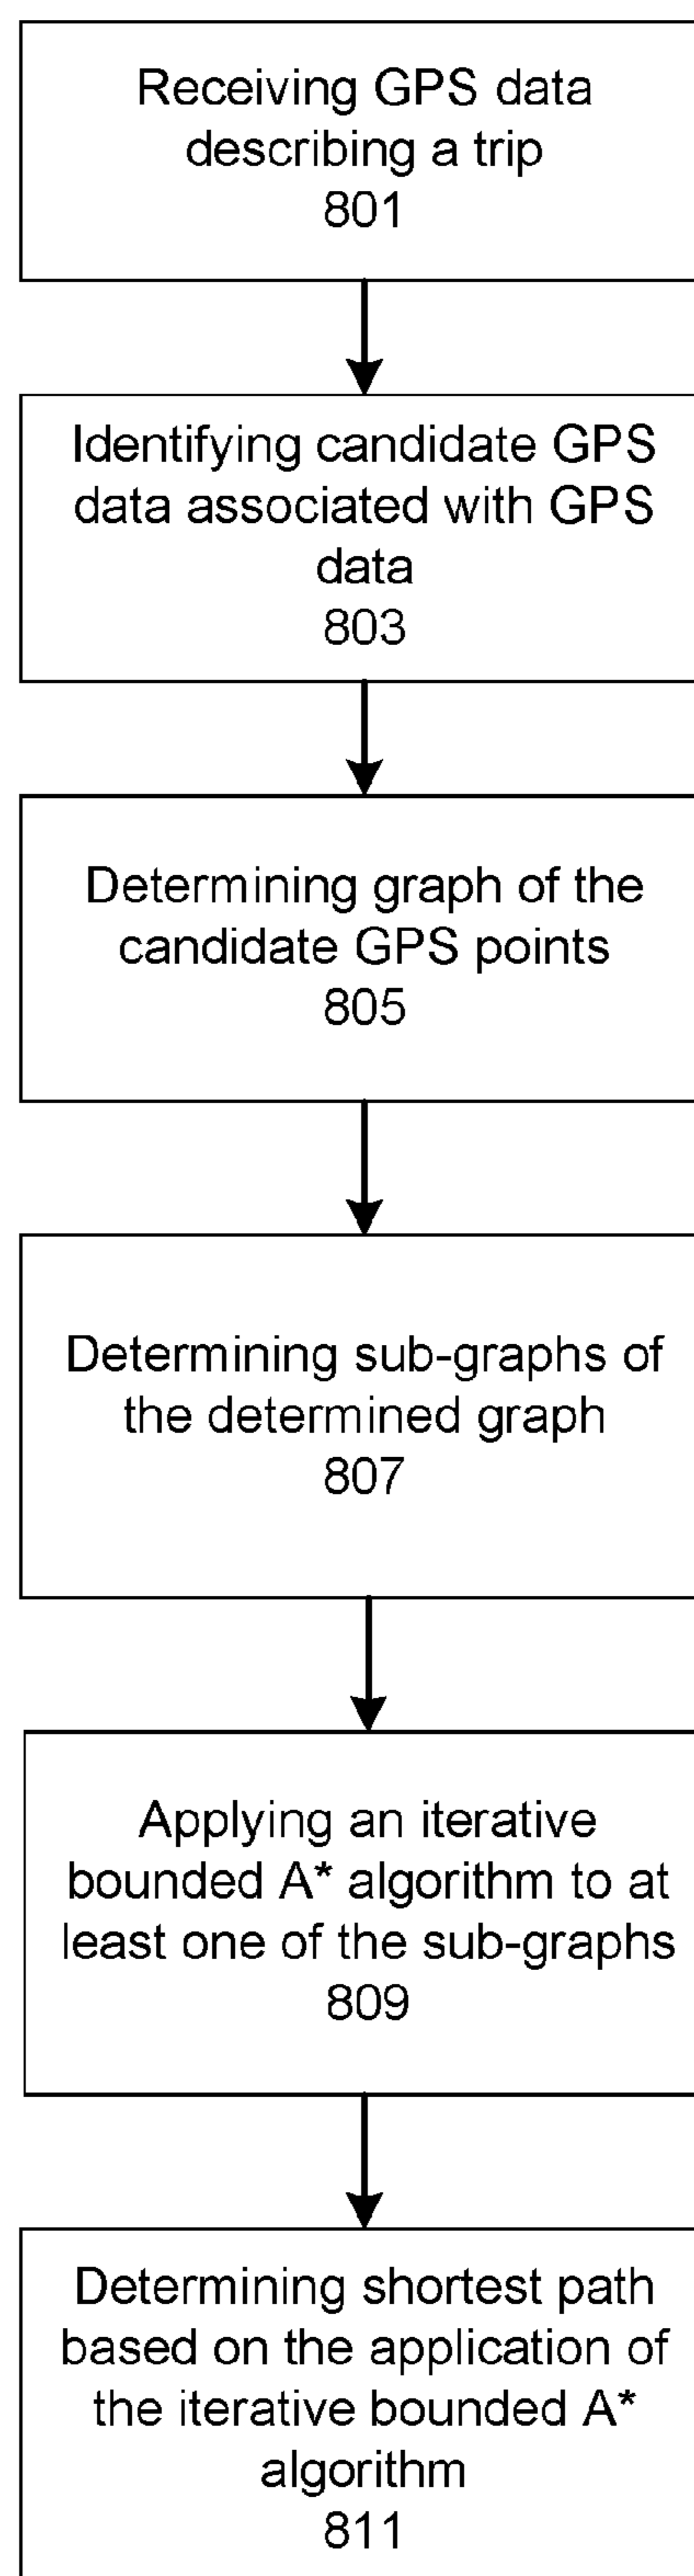 Receiving GPS data
describing a trip
801
Identifying candidate GPS
data associated with GPS
data
803
Determining graph of the
candidate GPS points
805
Determining sub-graphs of
the determined graph
807
Applying an iterative
bounded A* algorithm to at
least one of the sub-graphs
809
Determining shortest path
based on the application of
the iterative bounded A*
algorithm
811